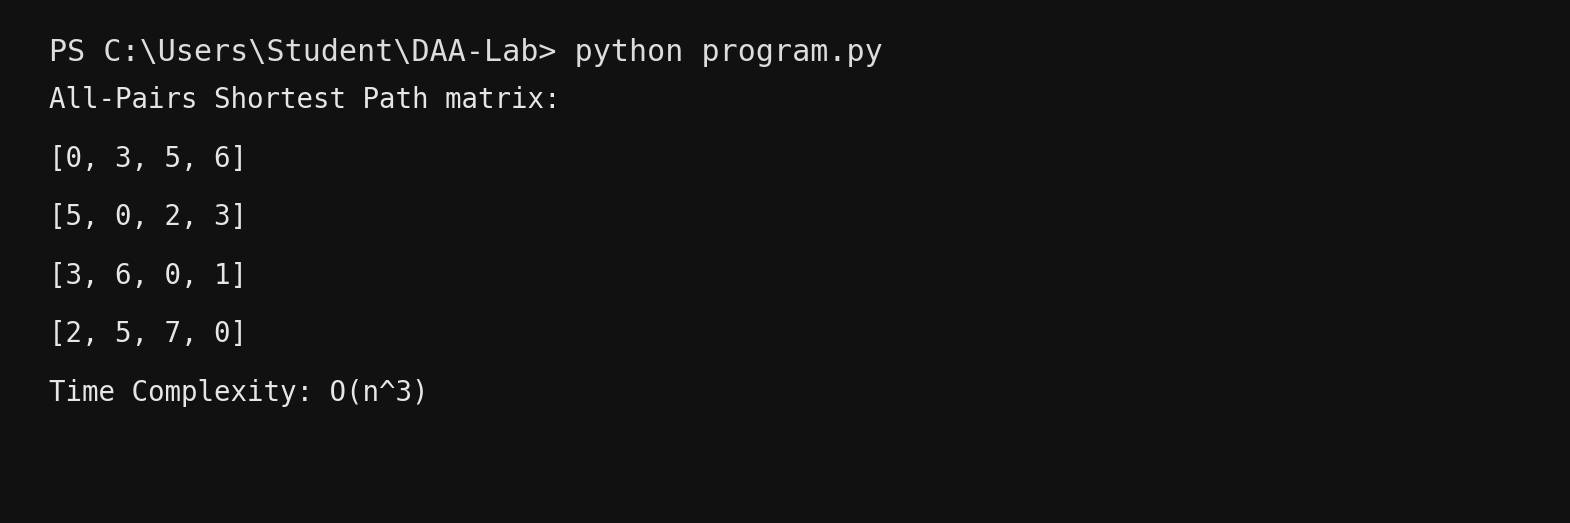 PS C:\Users\Student\DAA-Lab> python program.py
All-Pairs Shortest Path matrix:
[0, 3, 5, 6]
[5, 0, 2, 3]
[3, 6, 0, 1]
[2, 5, 7, 0]
Time Complexity: O(n^3)